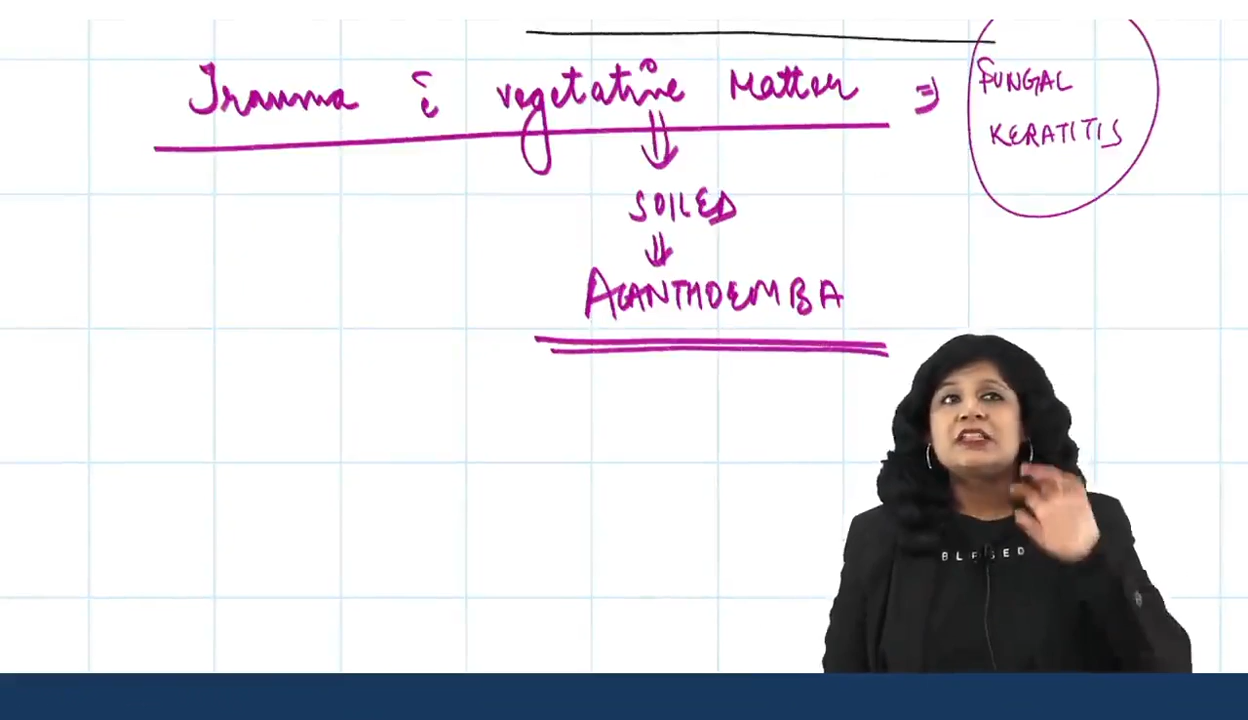 Trauma c̄ vegetative Matter ⇒ FUNGAL
KERATITIS
SOILED
ACANTHOEMBA
BLESSED